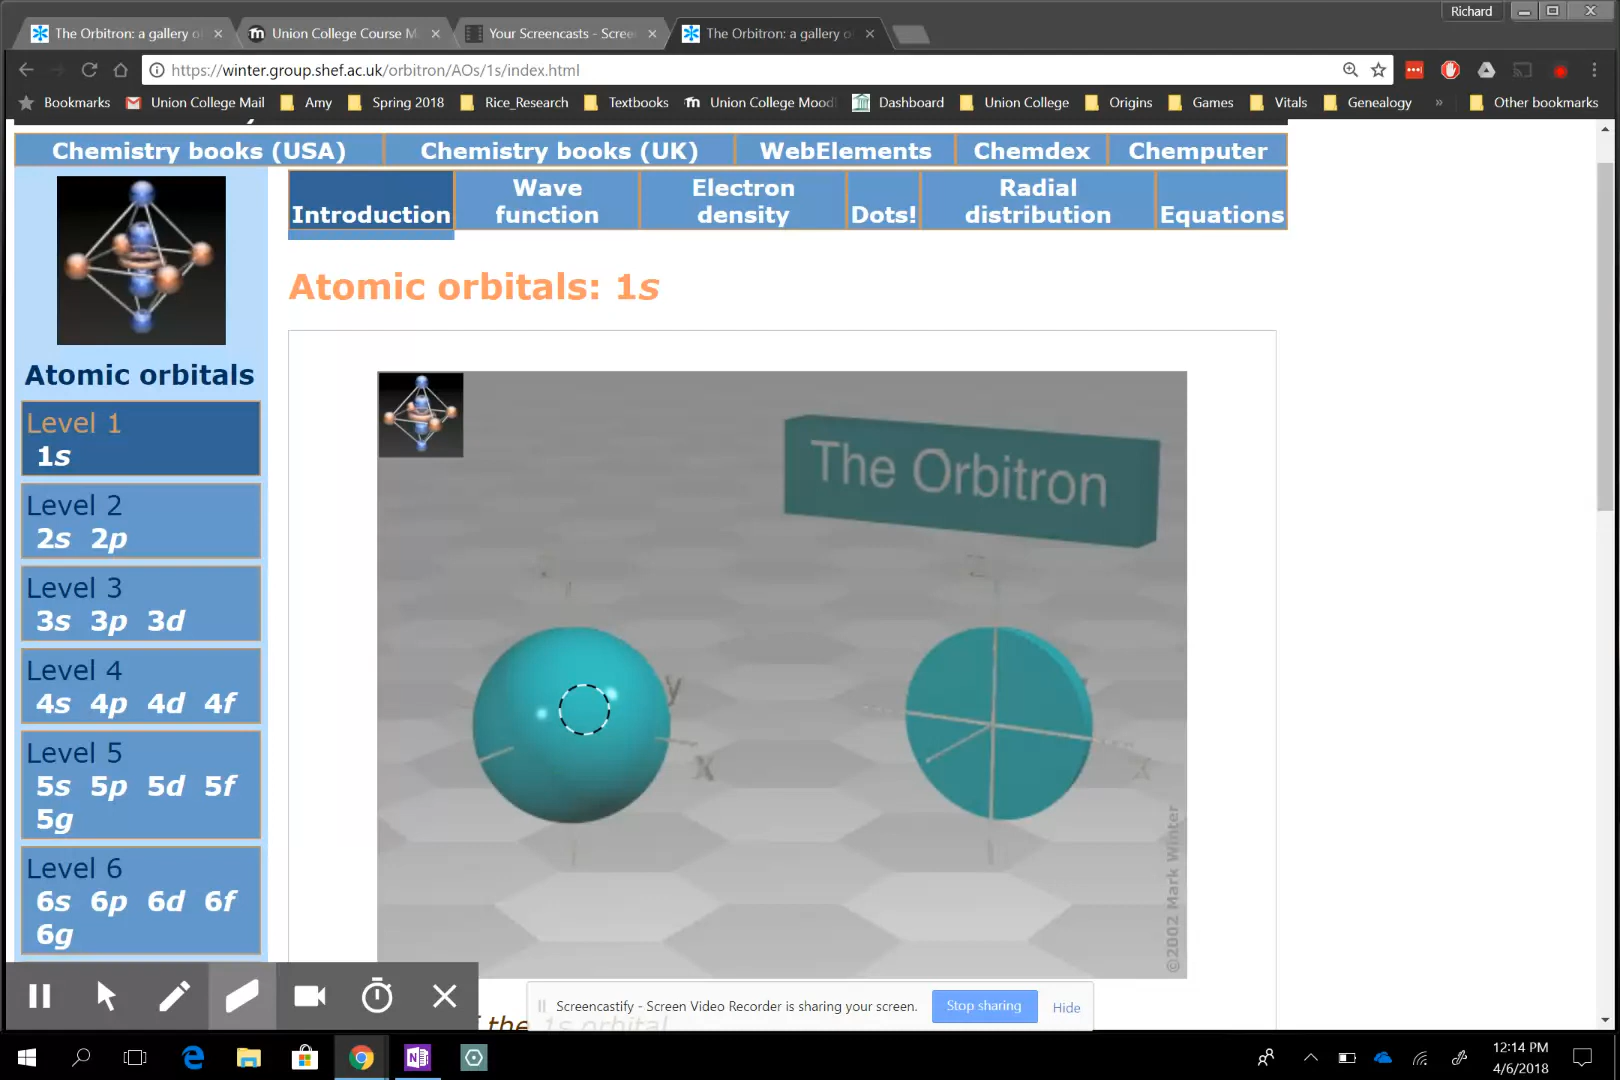 Richard
The Orbitron: a gallery o
Union College Course M
Your Screencasts - Scree
The Orbitron: a gallery o
https://winter.group.shef.ac.uk/orbitron/AOs/1s/index.html
Bookmarks
Union College Mail
Amy
Spring 2018
Rice_Research
Textbooks
Union College Mood
Dashboard
Union College
Origins
Games
Vitals
Genealogy
»
Other bookmarks
Chemistry books (USA)
Chemistry books (UK)
WebElements
Chemdex
Chemputer
Introduction
Wave
function
Electron
density
Dots!
Radial
distribution
Equations
Atomic orbitals: 1s
Atomic orbitals
Level 1
1s
Level 2
2s 2p
Level 3
3s 3p 3d
Level 4
4s 4p 4d 4f
Level 5
5s 5p 5d 5f
5g
Level 6
6s 6p 6d 6f
6g
The Orbitron
y
x
x
©2002 Mark Winter
Screencastify - Screen Video Recorder is sharing your screen.
Stop sharing
Hide
the 1s orbital
12:14 PM
4/6/2018